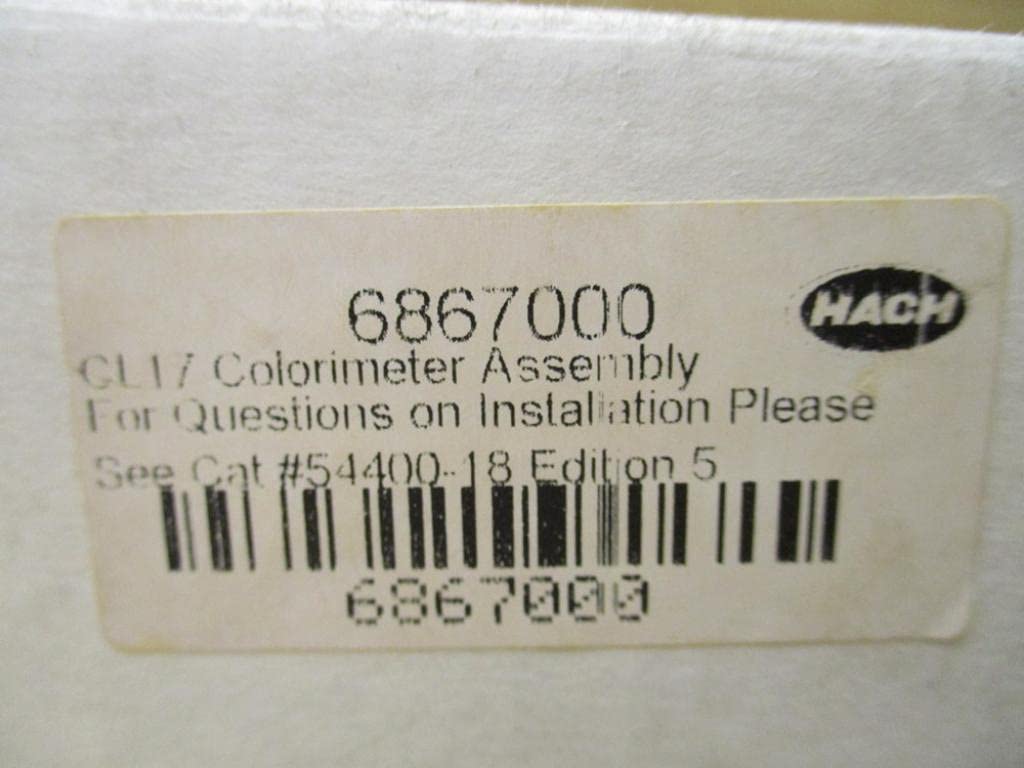 6867000
HACH
CL17 Colorimeter Assembly
For Questions on Installation Please
See Cat #54400-18 Edition 5
6867000